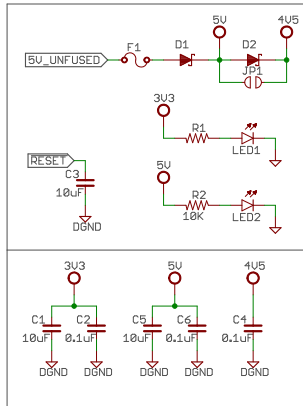 5V 4V5
F1 D1 D2
5V_UNFUSED
JP1
3V3
R1
LED1
RESET
C3
10uF
5V
R2
10K LED2
DGND
3V3 5V 4V5
C1 C2 C5 C6 C4
10uF 0.1uF 10uF 0.1uF 0.1uF
DGND DGND DGND DGND DGND